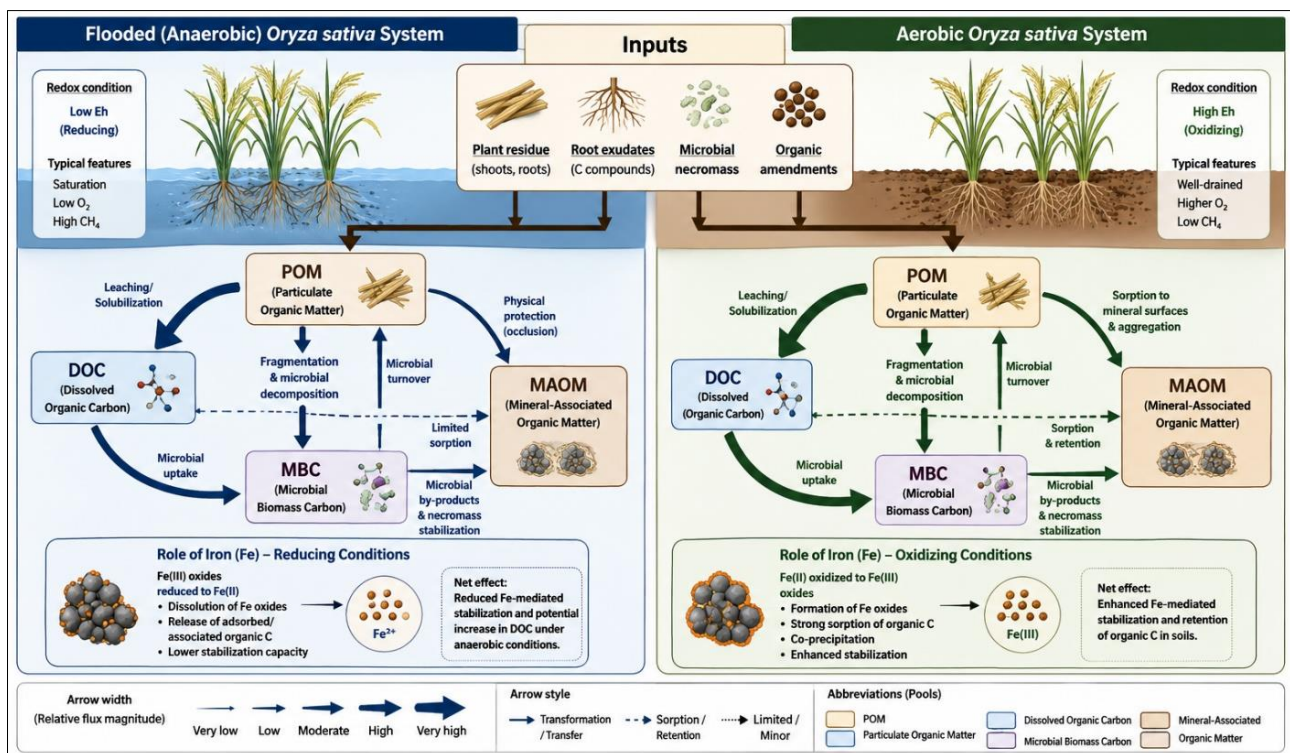 Flooded (Anaerobic) Oryza sativa System
Inputs
Aerobic Oryza sativa System
Redox condition
Low Eh
(Reducing)
Typical features
Saturation
Low O₂
High CH₄
Plant residue
(shoots, roots)
Root exudates
(C compounds)
Microbial
necromass
Organic
amendments
Redox condition
High Eh
(Oxidizing)
Typical features
Well-drained
Higher O₂
Low CH₄
Leaching/
Solubilization
POM
(Particulate
Organic Matter)
Physical
protection
(occlusion)
Fragmentation
& microbial
decomposition
Microbial
turnover
DOC
(Dissolved
Organic Carbon)
MAOM
(Mineral-Associated
Organic Matter)
Limited
sorption
Microbial
uptake
MBC
(Microbial
Biomass Carbon)
Microbial
by-products
& necromass
stabilization
Leaching/
Solubilization
POM
(Particulate
Organic Matter)
Sorption to
mineral surfaces
& aggregation
Fragmentation
& microbial
decomposition
Microbial
turnover
DOC
(Dissolved
(Organic Carbon)
MAOM
(Mineral-Associated
Organic Matter)
Sorption
& retention
Microbial
uptake
MBC
(Microbial
Biomass Carbon)
Microbial
by-products
& necromass
stabilization
Role of Iron (Fe) – Reducing Conditions
Fe(III) oxides
reduced to Fe(II)
• Dissolution of Fe oxides
• Release of adsorbed/
associated organic C
• Lower stabilization capacity
Fe²⁺
Net effect:
Reduced Fe-mediated
stabilization and potential
increase in DOC under
anaerobic conditions.
Role of Iron (Fe) – Oxidizing Conditions
Fe(II) oxidized to Fe(III)
oxides
• Formation of Fe oxides
• Strong sorption of organic C
• Co-precipitation
• Enhanced stabilization
Fe(III)
Net effect:
Enhanced Fe-mediated
stabilization and retention
of organic C in soils.
Arrow width
(Relative flux magnitude)
Very low
Low
Moderate
High
Very high
Arrow style
Transformation
/ Transfer
Sorption /
Retention
Limited /
Minor
Abbreviations (Pools)
POM
Particulate Organic Matter
Dissolved Organic Carbon
Microbial Biomass Carbon
Mineral-Associated
Organic Matter